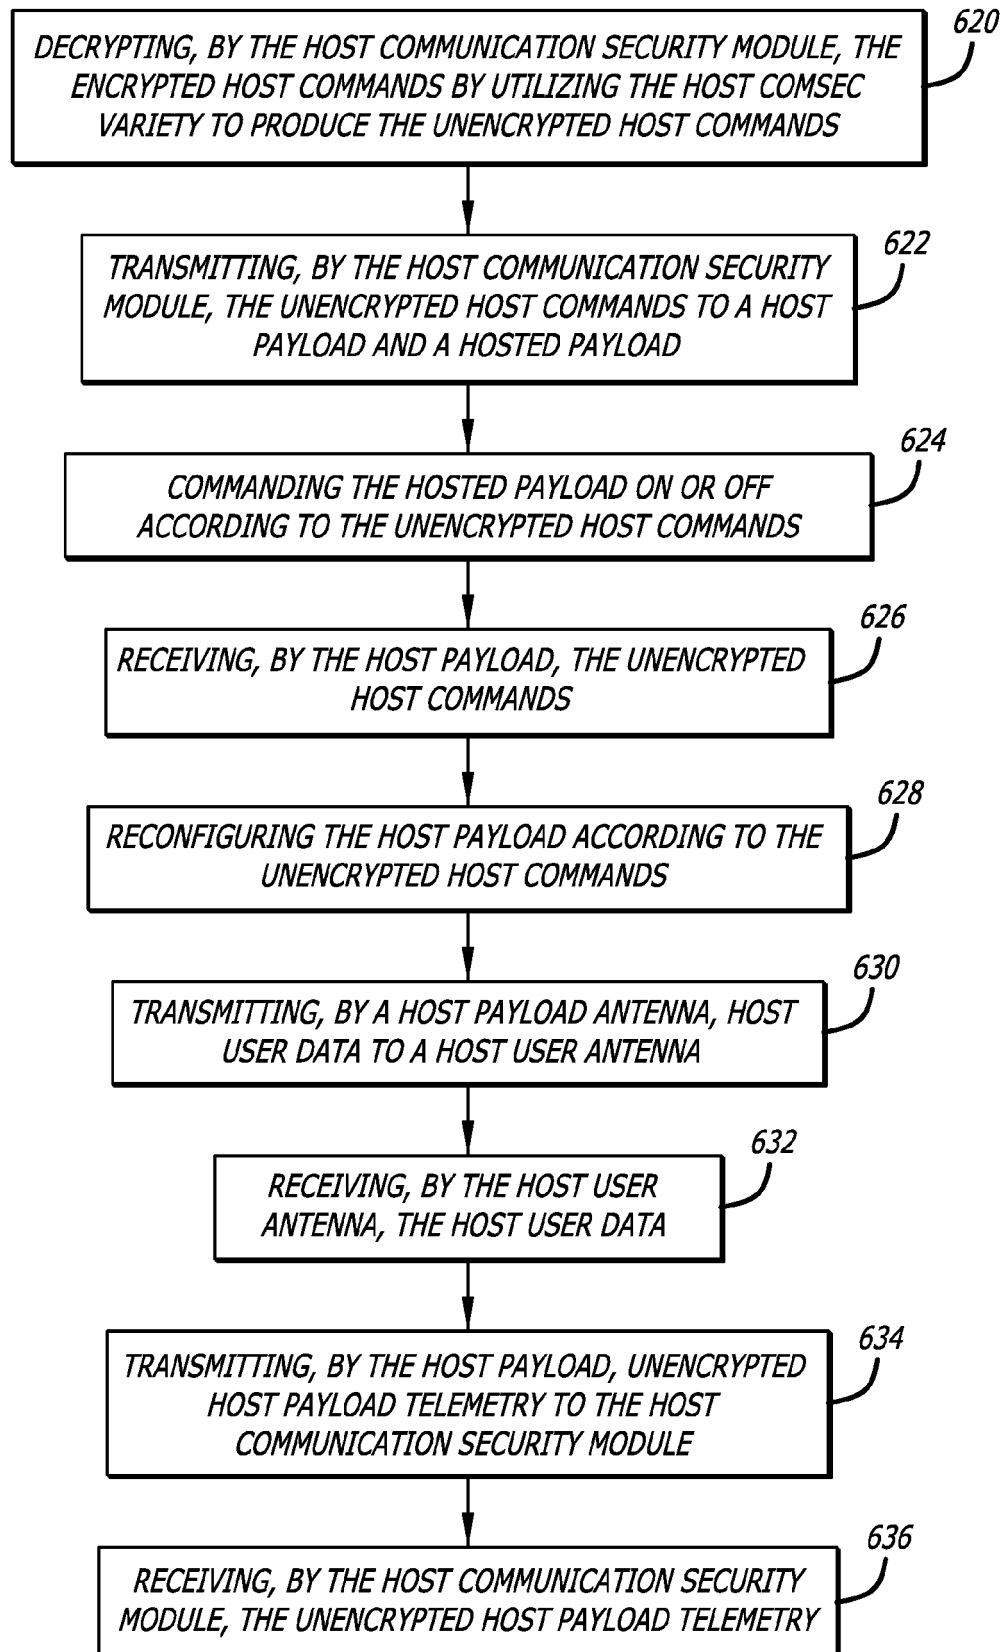 620
DECRYPTING, BY THE HOST COMMUNICATION SECURITY MODULE, THE
ENCRYPTED HOST COMMANDS BY UTILIZING THE HOST COMSEC
VARIETY TO PRODUCE THE UNENCRYPTED HOST COMMANDS
622
TRANSMITTING, BY THE HOST COMMUNICATION SECURITY
MODULE, THE UNENCRYPTED HOST COMMANDS TO A HOST
PAYLOAD AND A HOSTED PAYLOAD
624
COMMANDING THE HOSTED PAYLOAD ON OR OFF
ACCORDING TO THE UNENCRYPTED HOST COMMANDS
626
RECEIVING, BY THE HOST PAYLOAD, THE UNENCRYPTED
HOST COMMANDS
628
RECONFIGURING THE HOST PAYLOAD ACCORDING TO THE
UNENCRYPTED HOST COMMANDS
630
TRANSMITTING, BY A HOST PAYLOAD ANTENNA, HOST
USER DATA TO A HOST USER ANTENNA
632
RECEIVING, BY THE HOST USER
ANTENNA, THE HOST USER DATA
634
TRANSMITTING, BY THE HOST PAYLOAD, UNENCRYPTED
HOST PAYLOAD TELEMETRY TO THE HOST
COMMUNICATION SECURITY MODULE
636
RECEIVING, BY THE HOST COMMUNICATION SECURITY
MODULE, THE UNENCRYPTED HOST PAYLOAD TELEMETRY